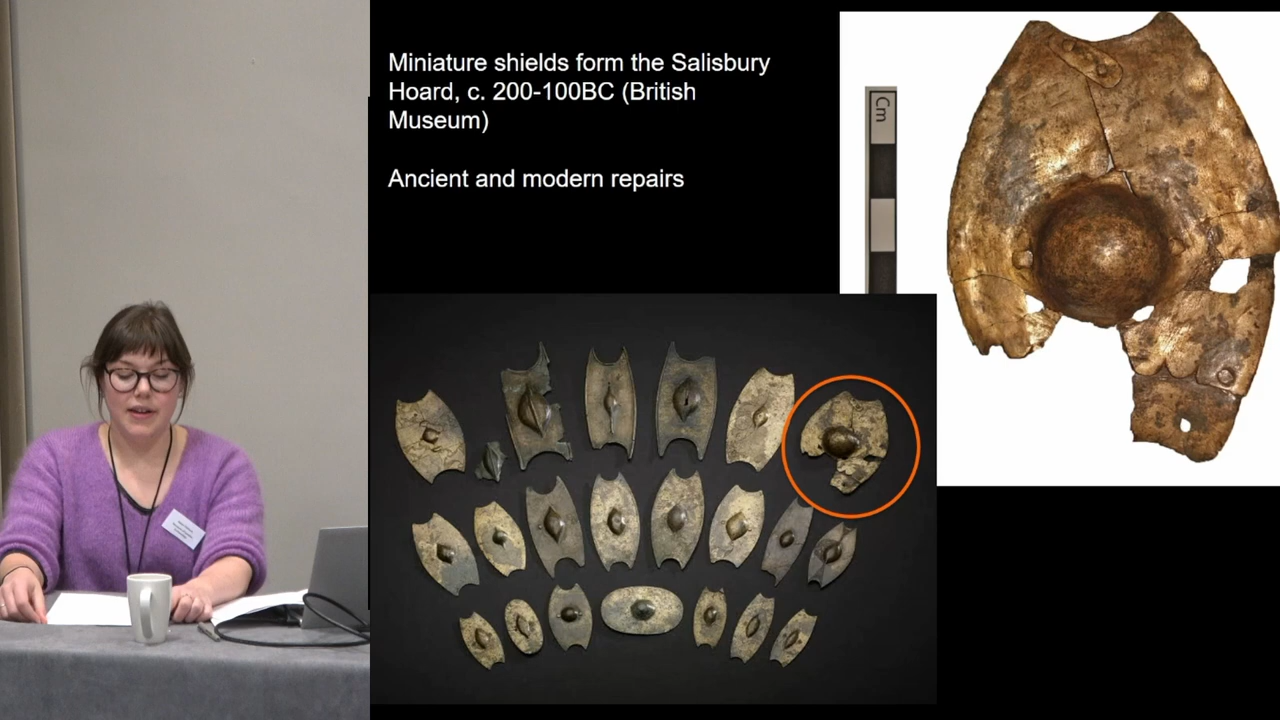 Miniature shields form the Salisbury
Hoard, c. 200-100BC (British
Museum)
Ancient and modern repairs
Cm